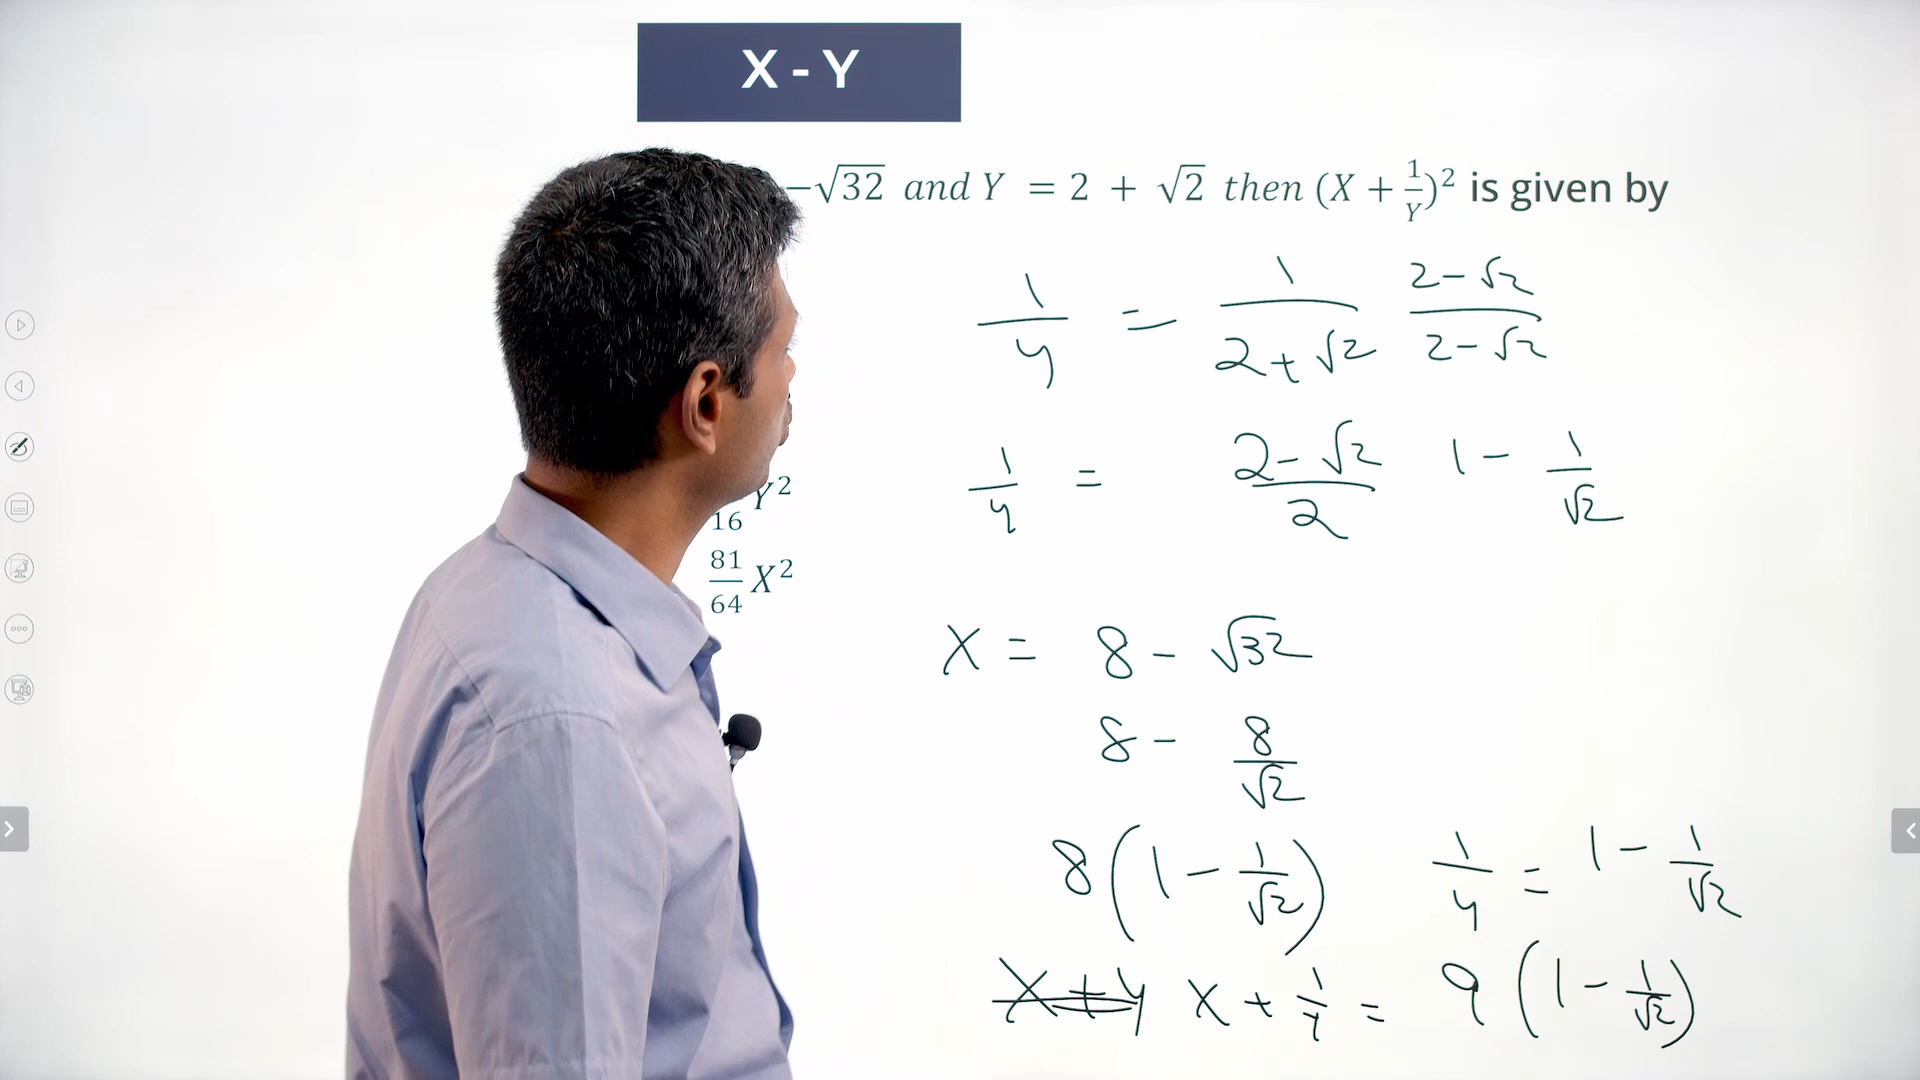 X - Y
−√32 and Y = 2 + √2 then (X + 1/Y)² is given by
1/y = 1/(2+√2) (2-√2)/(2-√2)
1/y = (2-√2)/2 1 - 1/√2
/16 Y²
81/64 X²
X = 8 - √32
8 - 8/√2
8(1 - 1/√2) 1/y = 1 - 1/√2
X+y X + 1/Y = 9(1 - 1/√2)